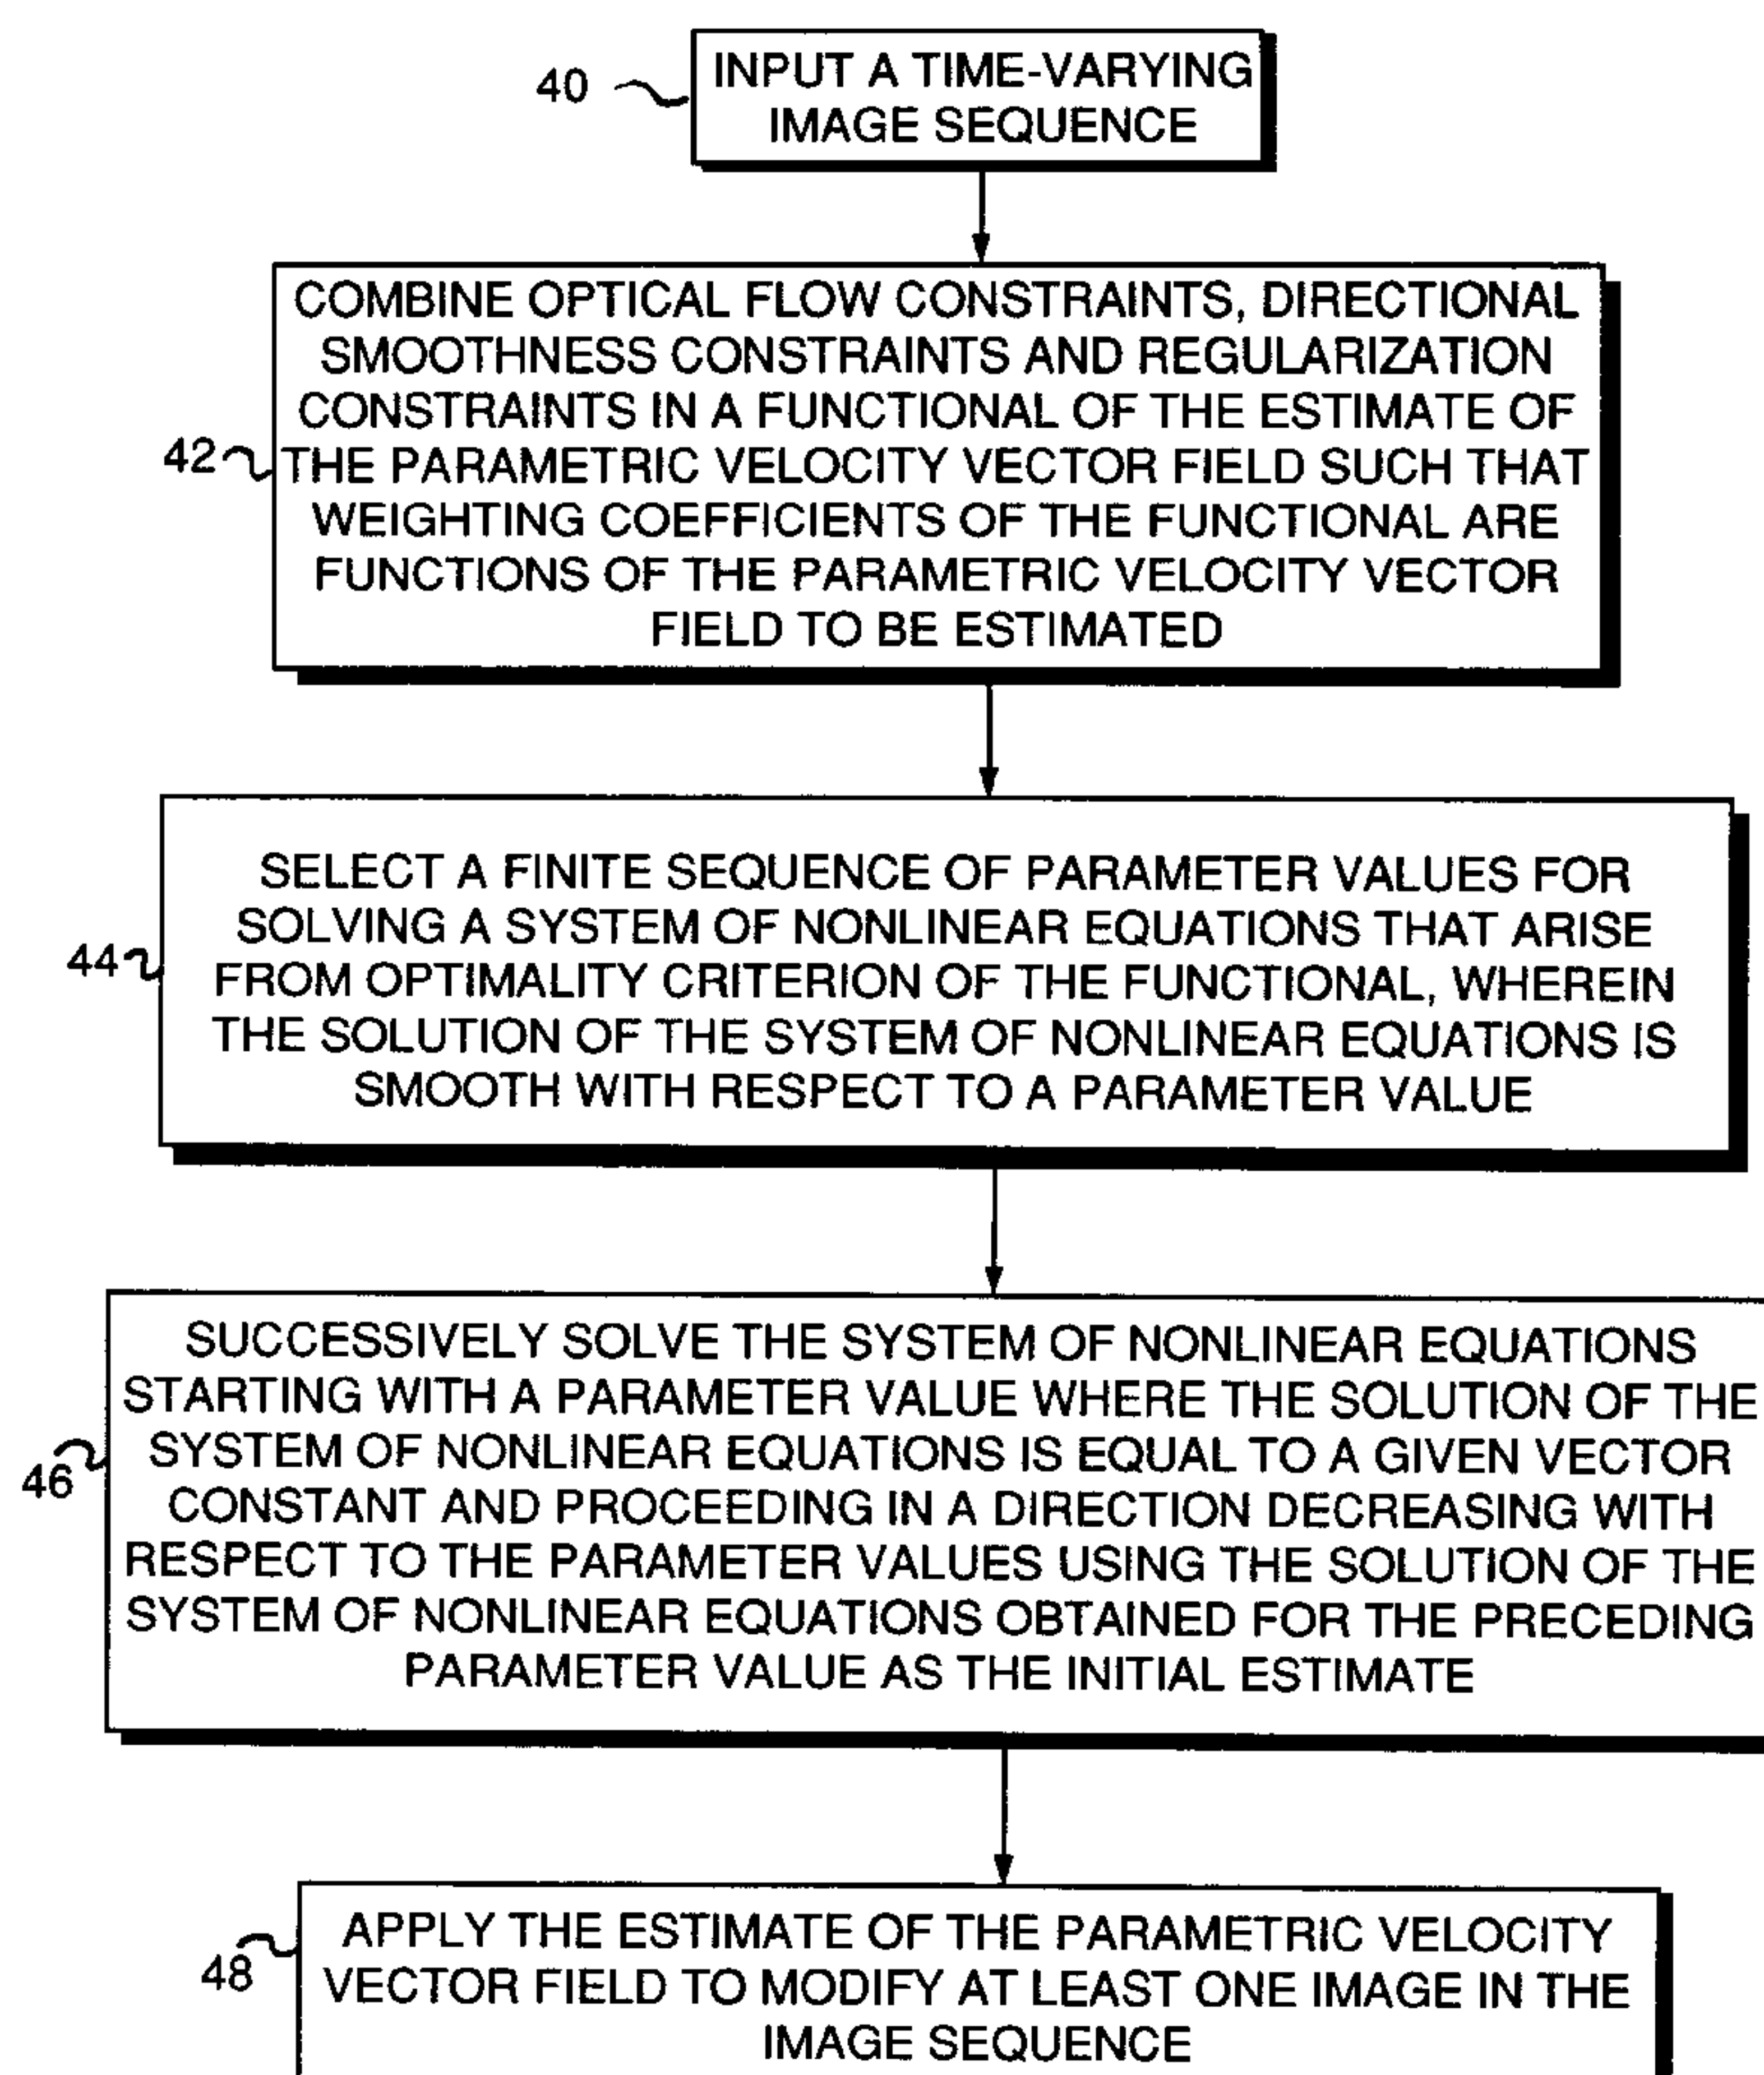 40
INPUT A TIME-VARYING
IMAGE SEQUENCE
COMBINE OPTICAL FLOW CONSTRAINTS, DIRECTIONAL
SMOOTHNESS CONSTRAINTS AND REGULARIZATION
CONSTRAINTS IN A FUNCTIONAL OF THE ESTIMATE OF
42
THE PARAMETRIC VELOCITY VECTOR FIELD SUCH THAT
WEIGHTING COEFFICIENTS OF THE FUNCTIONAL ARE
FUNCTIONS OF THE PARAMETRIC VELOCITY VECTOR
FIELD TO BE ESTIMATED
SELECT A FINITE SEQUENCE OF PARAMETER VALUES FOR
SOLVING A SYSTEM OF NONLINEAR EQUATIONS THAT ARISE
44
FROM OPTIMALITY CRITERION OF THE FUNCTIONAL, WHEREIN
THE SOLUTION OF THE SYSTEM OF NONLINEAR EQUATIONS IS
SMOOTH WITH RESPECT TO A PARAMETER VALUE
SUCCESSIVELY SOLVE THE SYSTEM OF NONLINEAR EQUATIONS
STARTING WITH A PARAMETER VALUE WHERE THE SOLUTION OF THE
SYSTEM OF NONLINEAR EQUATIONS IS EQUAL TO A GIVEN VECTOR
46
CONSTANT AND PROCEEDING IN A DIRECTION DECREASING WITH
RESPECT TO THE PARAMETER VALUES USING THE SOLUTION OF THE
SYSTEM OF NONLINEAR EQUATIONS OBTAINED FOR THE PRECEDING
PARAMETER VALUE AS THE INITIAL ESTIMATE
APPLY THE ESTIMATE OF THE PARAMETRIC VELOCITY
48
VECTOR FIELD TO MODIFY AT LEAST ONE IMAGE IN THE
IMAGE SEQUENCE